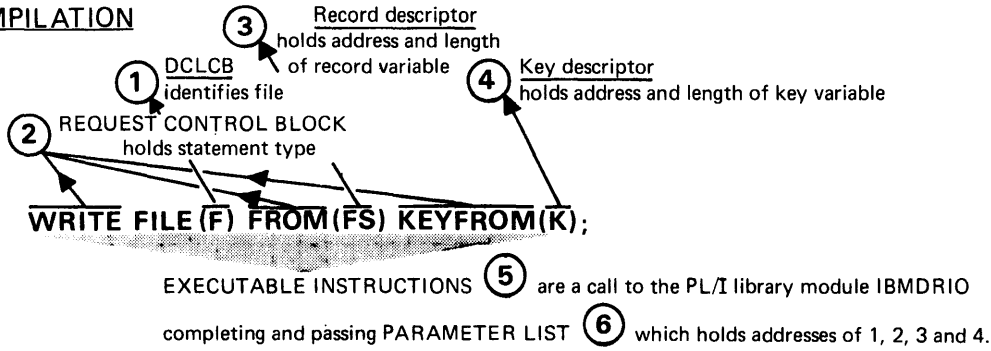 MPILATION
3 Record descriptor
holds address and length
of record variable
1 DCLCB
identifies file
4 Key descriptor
holds address and length of key variable
2 REQUEST CONTROL BLOCK
holds statement type
WRITE FILE (F) FROM (FS) KEYFROM (K);
EXECUTABLE INSTRUCTIONS 5 are a call to the PL/I library module IBMDRIO
completing and passing PARAMETER LIST 6 which holds addresses of 1, 2, 3 and 4.